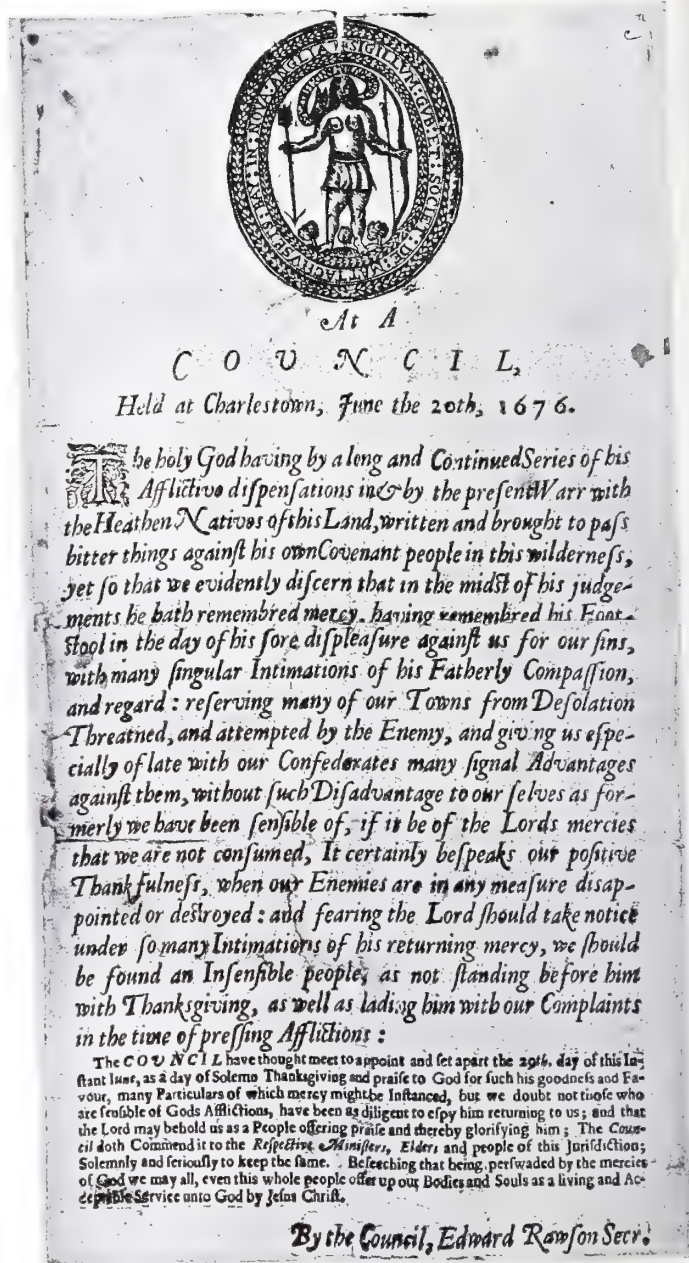 SIGILLVM : GVB : ET : SOCIET : DE : MATTACHVSETS : BAY : IN : NOVA : ANGLIA
At A
COUNCIL,
Held at Charlestown, June the 20th, 1676.
The holy God having by a long and Continued Series of his
Afflictive diſpenſations in & by the preſent Warr with
the Heathen Natives of this Land, written and brought to paſs
bitter things againſt his own Covenant people in this wilderneſs,
yet ſo that we evidently diſcern that in the midſt of his judge-
ments he hath remembred mercy, having remembred his Foot-
ſtool in the day of his ſore diſpleaſure againſt us for our ſins,
with many ſingular Intimations of his Fatherly Compaſſion,
and regard : reſerving many of our Towns from Deſolation
Threatned, and attempted by the Enemy, and giving us eſpe-
cially of late with our Confederates many ſignal Advantages
againſt them, without ſuch Diſadvantage to our ſelves as for-
merly we have been ſenſible of, if it be of the Lords mercies
that we are not conſumed, It certainly beſpeaks our poſitive
Thankfulneſs, when our Enemies are in any meaſure diſap-
pointed or deſtroyed : and fearing the Lord ſhould take notice
under ſo many Intimations of his returning mercy, we ſhould
be found an Inſenſible people, as not ſtanding before him
with Thanksgiving, as well as lading him with our Complaints
in the time of preſſing Afflictions :
The COUNCIL have thought meet to appoint and ſet apart the 29th. day of this In-
ſtant Iune, as a day of Solemn Thankſgiving and praiſe to God for ſuch his goodneſs and Fa-
vour, many Particulars of which mercy might be Inſtanced, but we doubt not thoſe who
are ſenſible of Gods Afflictions, have been as diligent to eſpy him returning to us; and that
the Lord may behold us as a People offering praiſe and thereby glorifying him ; The Coun-
cil doth Commend it to the Reſpective Miniſters, Elders and people of this Juriſdiction;
Solemnly and ſeriouſly to keep the ſame. Beſeeching that being perſwaded by the mercies
of God we may all, even this whole people offer up our Bodies and Souls as a living and Ac-
ceptible Service unto God by Jeſus Chriſt.
By the Council, Edward Rawſon Secr.